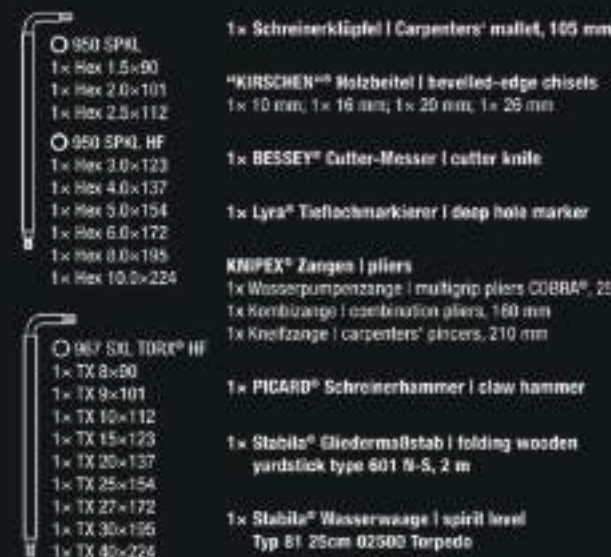 950 SPKL
1× Hex 1.5×90
1× Hex 2.0×101
1× Hex 2.5×112
950 SPKL HF
1× Hex 3.0×123
1× Hex 4.0×137
1× Hex 5.0×154
1× Hex 6.0×172
1× Hex 8.0×195
1× Hex 10.0×224
967 SXL TORX® HF
1× TX 8×90
1× TX 9×101
1× TX 10×112
1× TX 15×123
1× TX 20×137
1× TX 25×154
1× TX 27×172
1× TX 30×195
1× TX 40×224
1× Schreinerklüpfel | Carpenters' mallet, 105 mm
"KIRSCHEN"® Holzbeitel | bevelled-edge chisels
1× 10 mm; 1× 16 mm; 1× 20 mm; 1× 26 mm
1× BESSEY® Cutter-Messer | cutter knife
1× Lyra® Tieflochmarkierer | deep hole marker
KNIPEX® Zangen | pliers
1x Wasserpumpenzange | multigrip pliers COBRA®, 25
1x Kombizange | combination pliers, 160 mm
1x Kneifzange | carpenters' pincers, 210 mm
1× PICARD® Schreinerhammer | claw hammer
1× Stabila® Gliedermaßstab | folding wooden
yardstick type 601 N-S, 2 m
1× Stabila® Wasserwaage | spirit level
Typ 81 25cm 02500 Torpedo